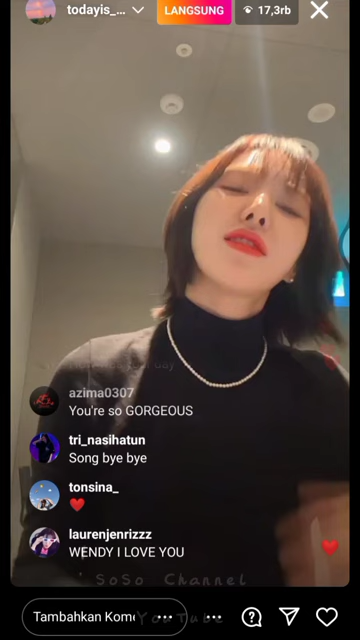 todayis_...
LANGSUNG
17,3rb
azima0307
You're so GORGEOUS
tri_nasihatun
Song bye bye
tonsina_
laurenjenrizzz
WENDY I LOVE YOU
SoSo Channel
Tambahkan Kome
YouTube